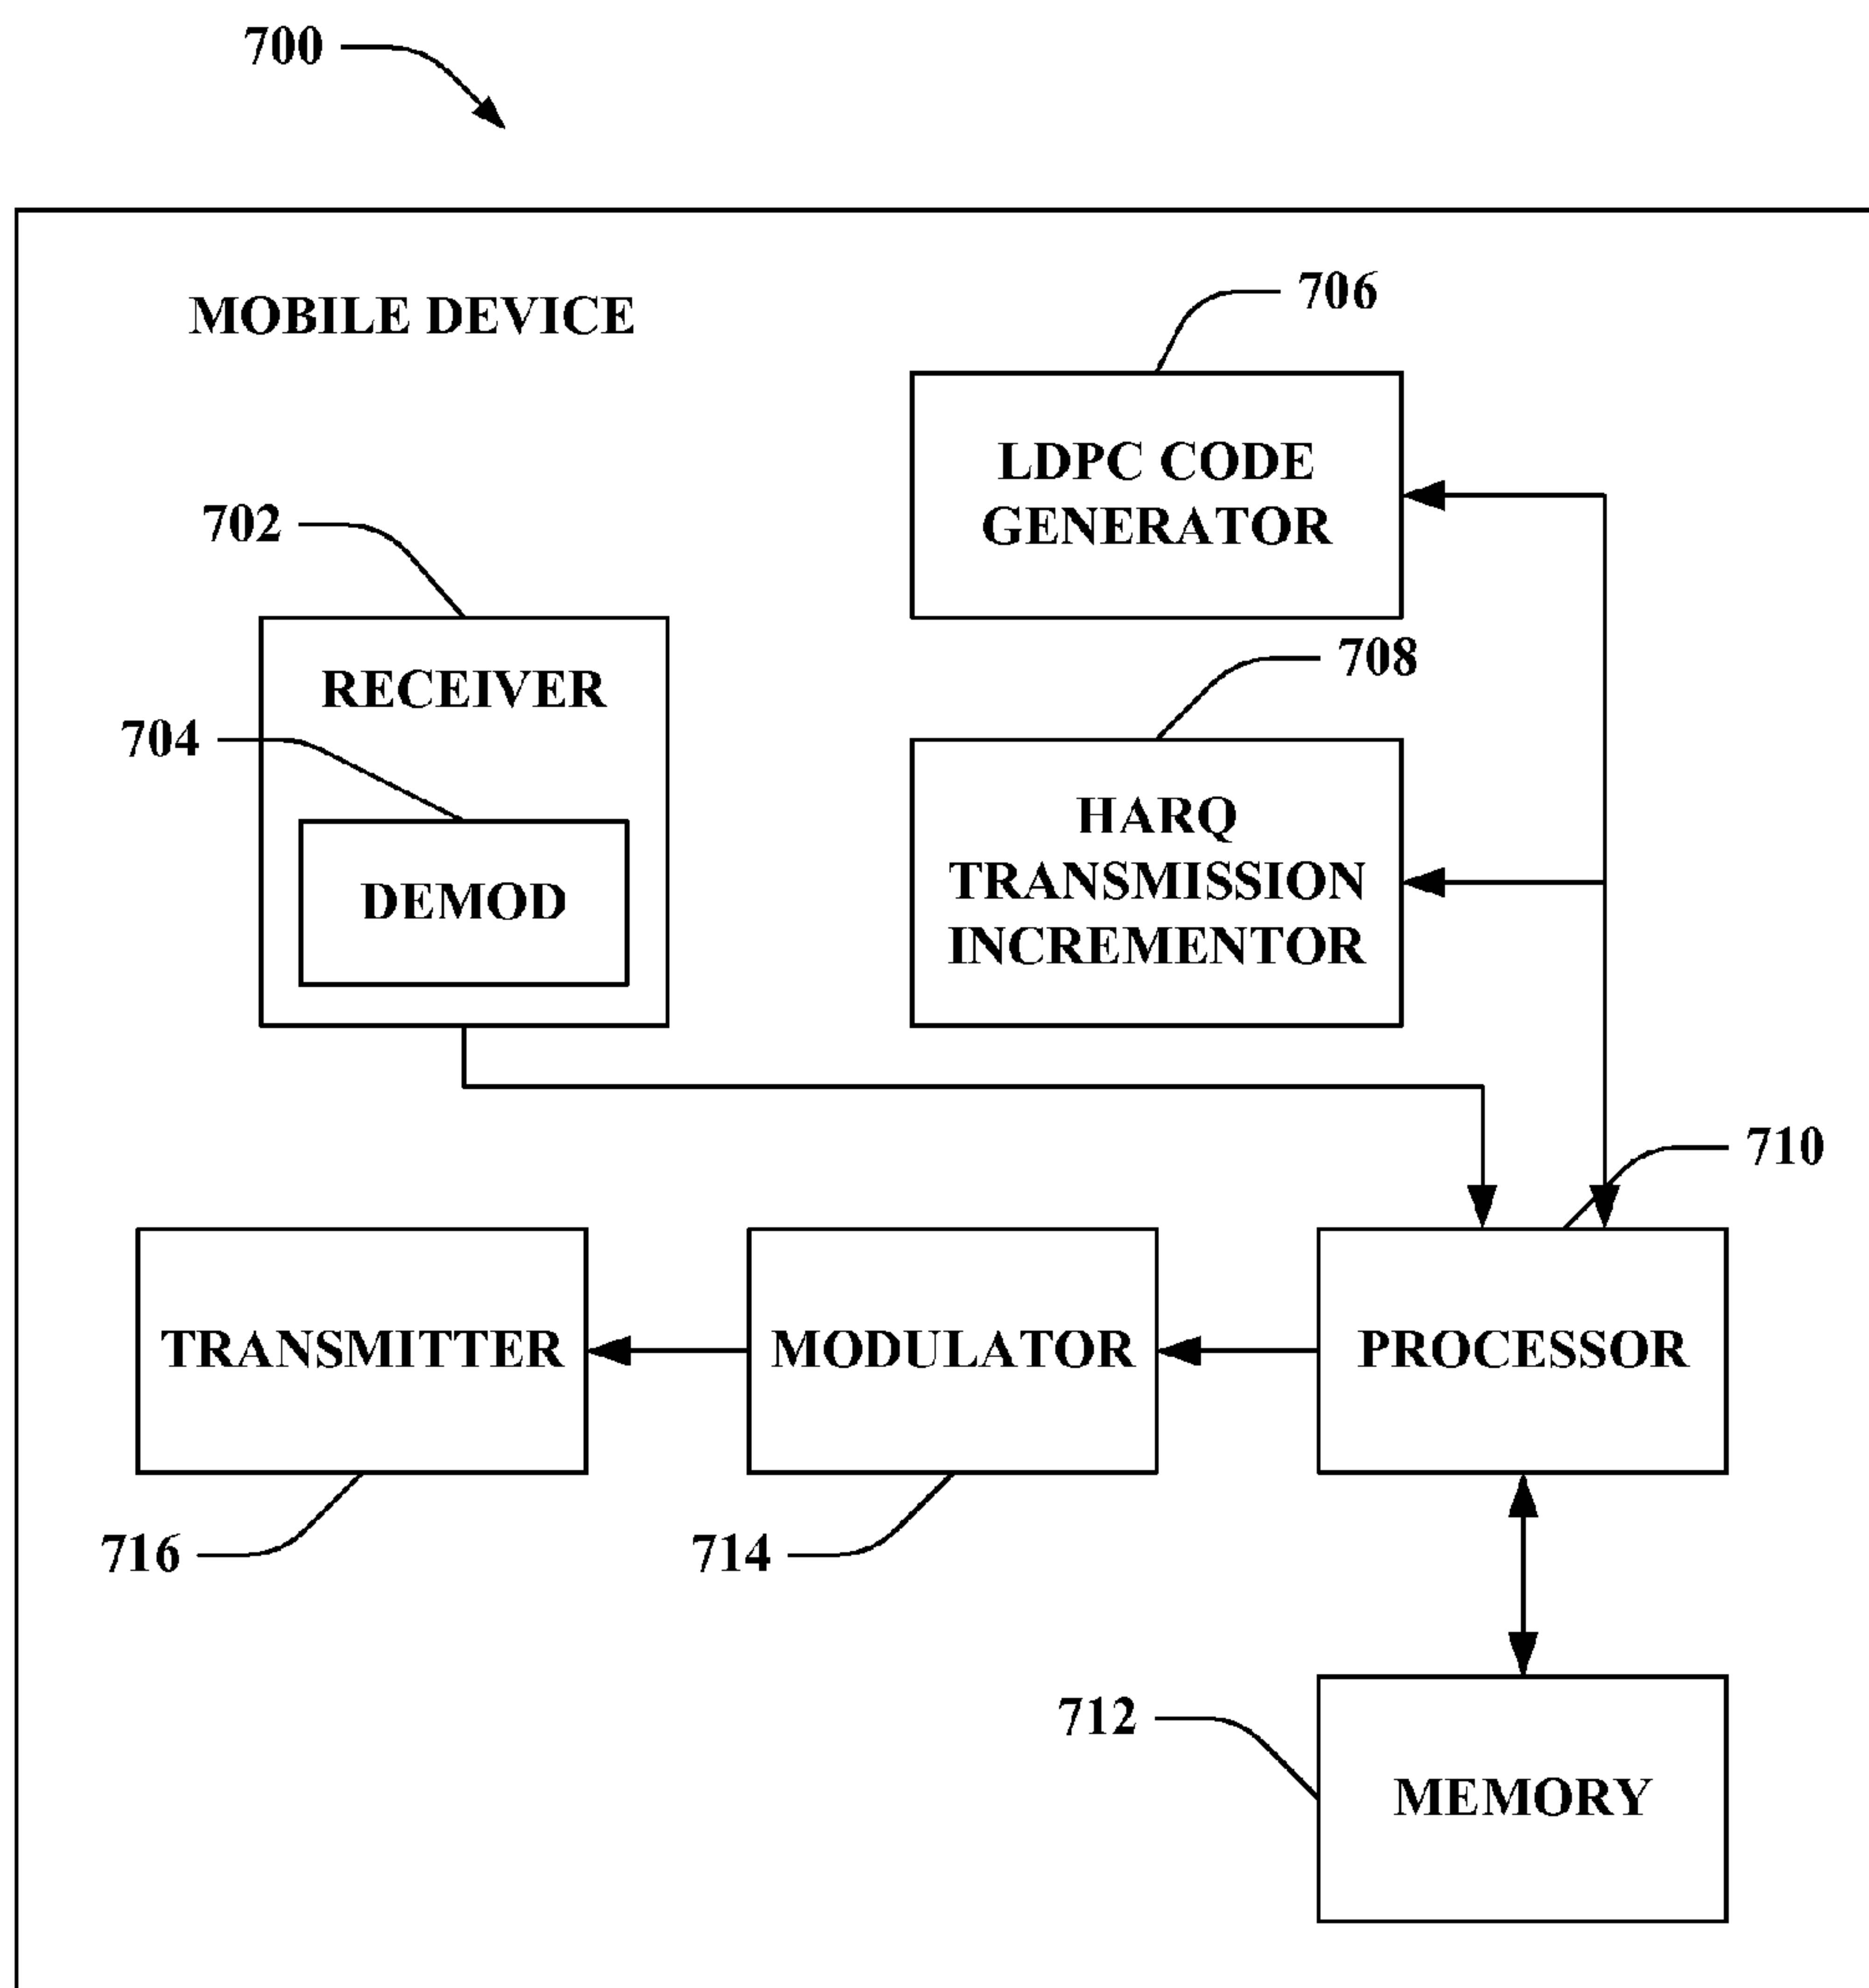 700
MOBILE DEVICE
706
LDPC CODE
GENERATOR
702
RECEIVER
708
704
DEMOD
HARQ
TRANSMISSION
INCREMENTOR
710
TRANSMITTER
MODULATOR
PROCESSOR
716
714
712
MEMORY